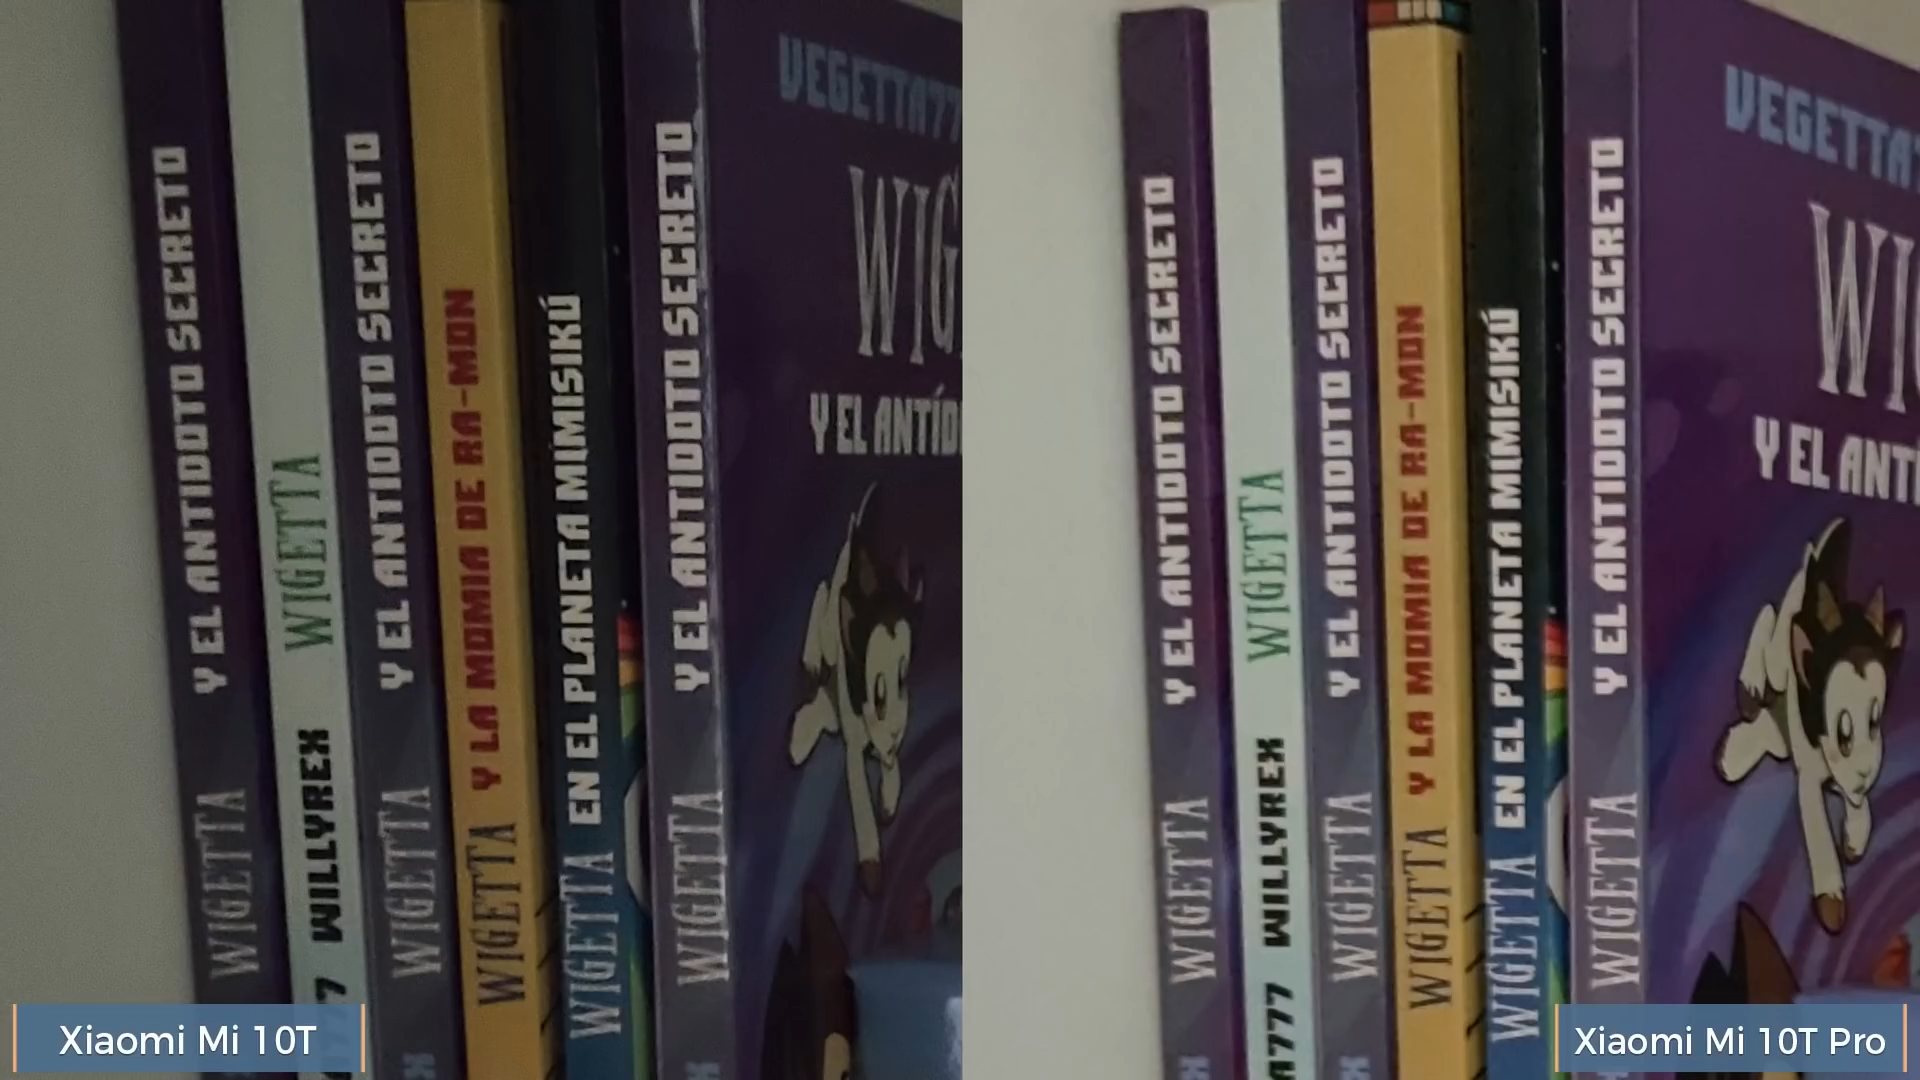 Y EL ANTIDOTO SECRETO
WIGETTA
WIGETTA
WILLYREX
Y EL ANTIDOTO SECRETO
WIGETTA
Y LA MOMIA DE RA-MON
WIGETTA
EN EL PLANETA MIMISIKÚ
WIGETTA
Y EL ANTIDOTO SECRETO
WIGETTA
VEGETTA77
WIG
Y EL ANTÍD
Xiaomi Mi 10T
Y EL ANTIDOTO SECRETO
WIGETTA
WIGETTA
WILLYREX
A777
Y EL ANTIDOTO SECRETO
WIGETTA
Y LA MOMIA DE RA-MON
WIGETTA
EN EL PLANETA MIMISIKÚ
WIGETTA
Y EL ANTIDOTO SECRETO
WIGETTA
VEGETTA
WI
Y EL ANT
Xiaomi Mi 10T Pro